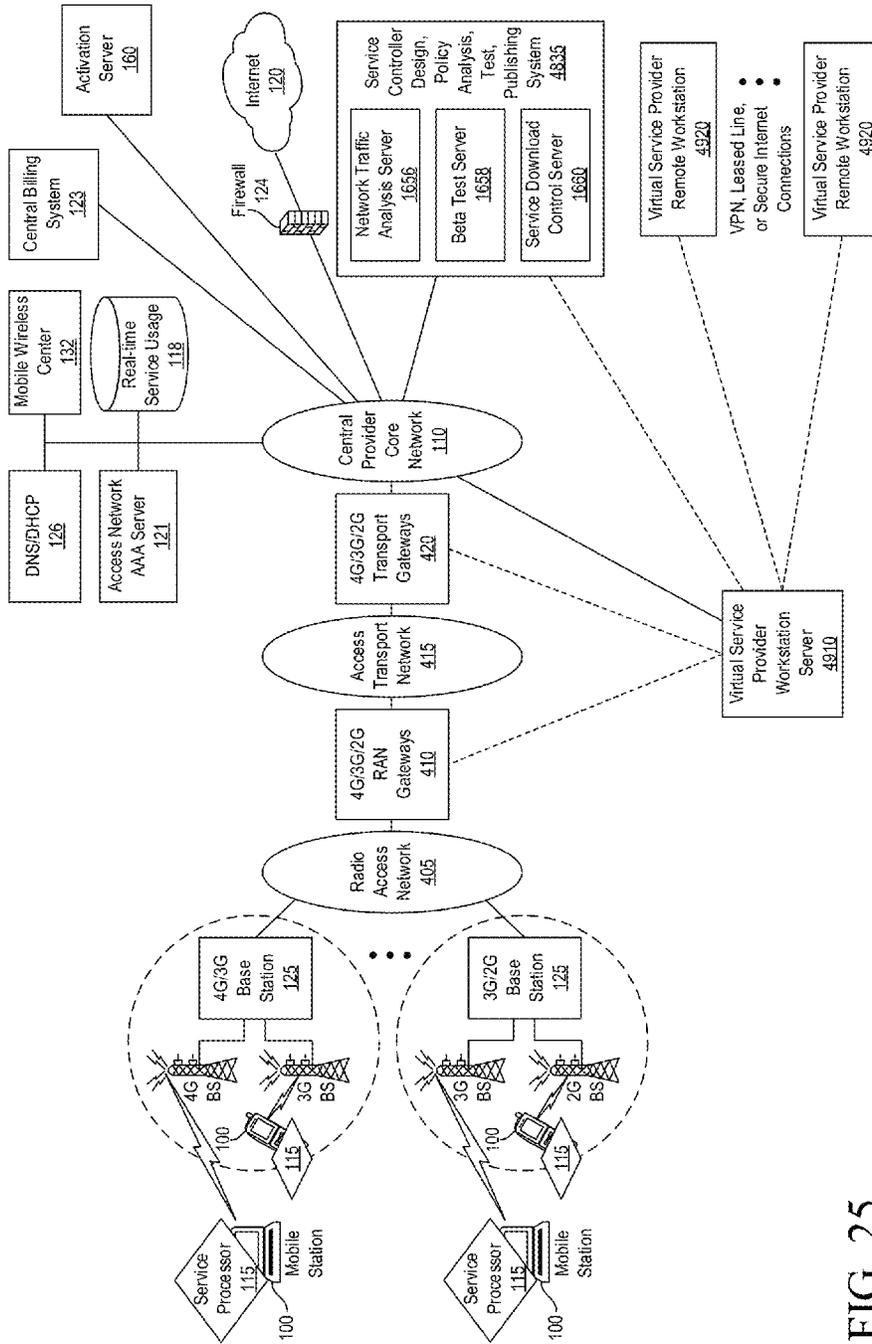 Activation
Server
160
Central Billing
System
123
Mobile Wireless
Center
132
Real-time
Service Usage
118
DNS/DHCP
126
Access Network
AAA Server
121
Internet
120
Firewall
124
Service
Controller
Design,
Policy
Analysis,
Test,
Publishing
System
4835
Network Traffic
Analysis Server
1656
Beta Test Server
1658
Service Download
Control Server
1660
Virtual Service Provider
Remote Workstation
4920
VPN, Leased Line,
or Secure Internet
Connections
Virtual Service Provider
Remote Workstation
4920
Central
Provider
Core
Network
110
4G/3G/2G
Transport
Gateways
420
Access
Transport
Network
415
4G/3G/2G
RAN
Gateways
410
Virtual Service
Provider
Workstation
Server
4910
Radio
Access
Network
405
4G/3G
Base
Station
125
4G
BS
3G
BS
100
115
Service
Processor
115
100
Mobile
Station
3G/2G
Base
Station
125
3G
BS
2G
BS
100
115
Service
Processor
115
100
Mobile
Station
FIG. 25